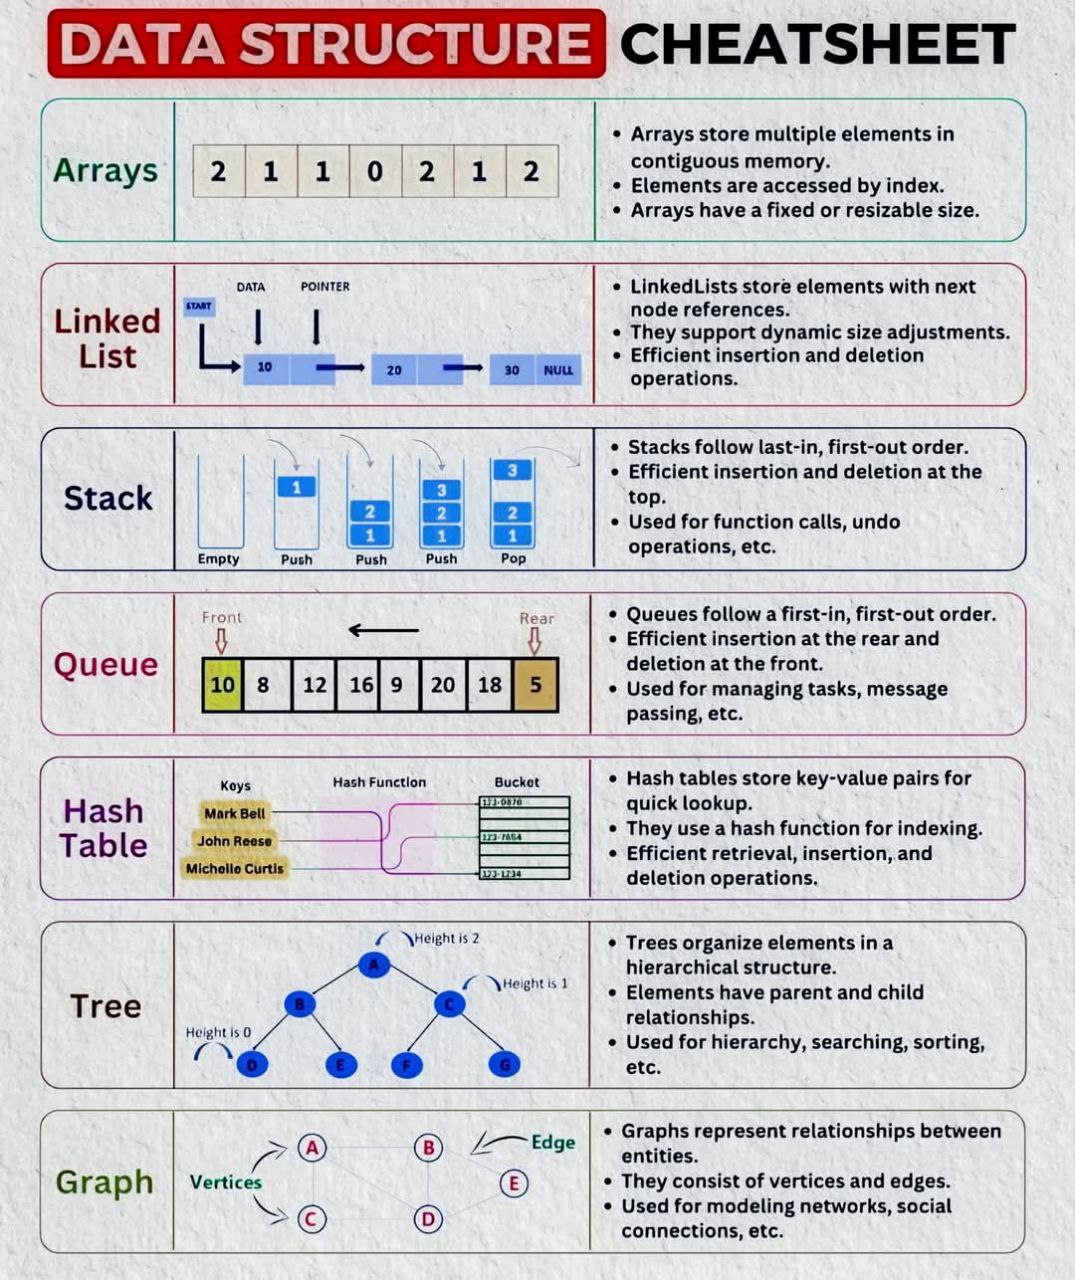 DATA STRUCTURE CHEATSHEET
Arrays
2 1 1 0 2 1 2
• Arrays store multiple elements in
contiguous memory.
• Elements are accessed by index.
• Arrays have a fixed or resizable size.
Linked
List
DATA POINTER
START
10 20 30 NULL
• LinkedLists store elements with next
node references.
• They support dynamic size adjustments.
• Efficient insertion and deletion
operations.
Stack
1
2
1
3
2
1
3
2
1
Empty Push Push Push Pop
• Stacks follow last-in, first-out order.
• Efficient insertion and deletion at the
top.
• Used for function calls, undo
operations, etc.
Queue
Front Rear
10 8 12 16 9 20 18 5
• Queues follow a first-in, first-out order.
• Efficient insertion at the rear and
deletion at the front.
• Used for managing tasks, message
passing, etc.
Hash
Table
Keys Hash Function Bucket
Mark Bell
John Reese
Michelle Curtis
123-1234
• Hash tables store key-value pairs for
quick lookup.
• They use a hash function for indexing.
• Efficient retrieval, insertion, and
deletion operations.
Tree
Height is 2
A
Height is 1
B C
Height is 0
D E F G
• Trees organize elements in a
hierarchical structure.
• Elements have parent and child
relationships.
• Used for hierarchy, searching, sorting,
etc.
Graph
Vertices
A B
Edge
E
C D
• Graphs represent relationships between
entities.
• They consist of vertices and edges.
• Used for modeling networks, social
connections, etc.